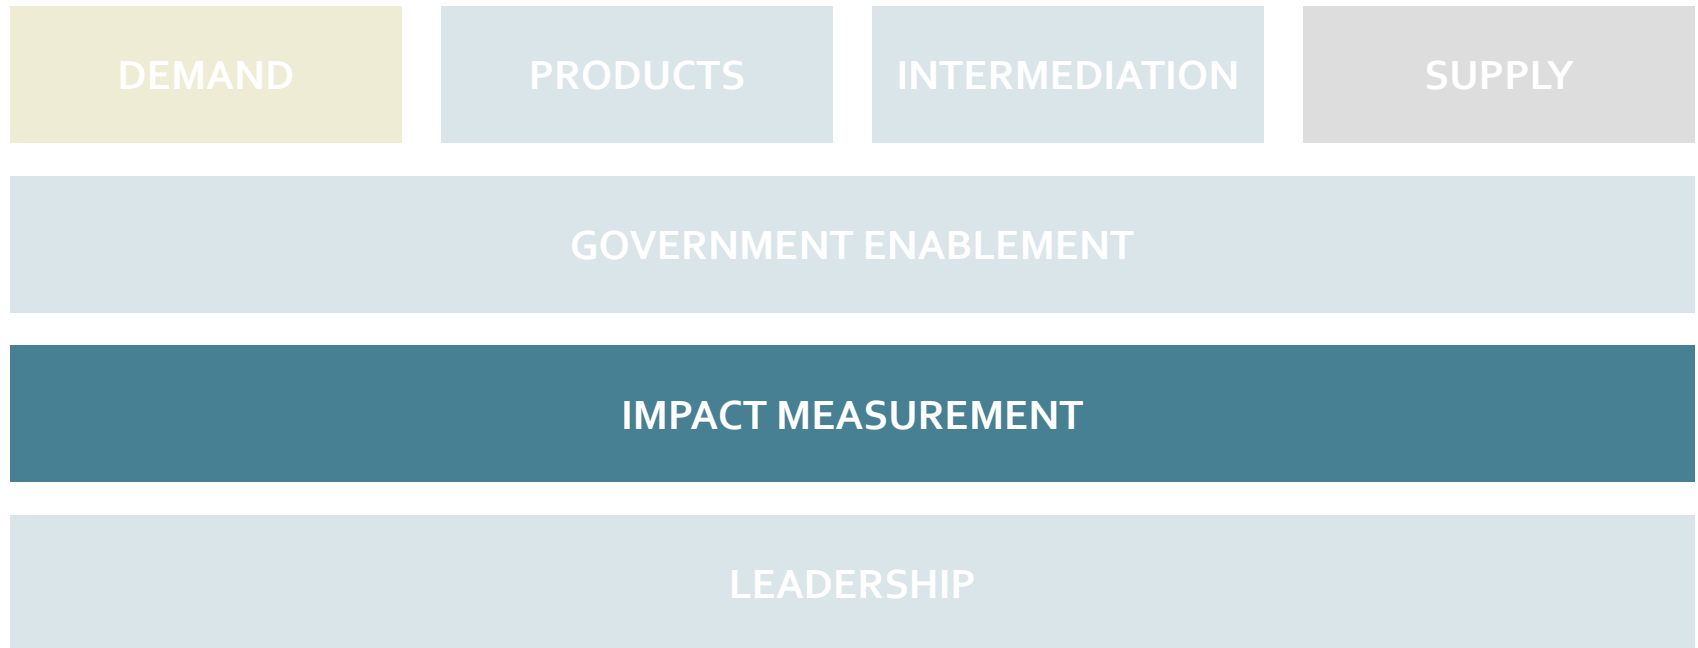 DEMAND
PRODUCTS
INTERMEDIATION
SUPPLY
GOVERNMENT ENABLEMENT
IMPACT MEASUREMENT
LEADERSHIP